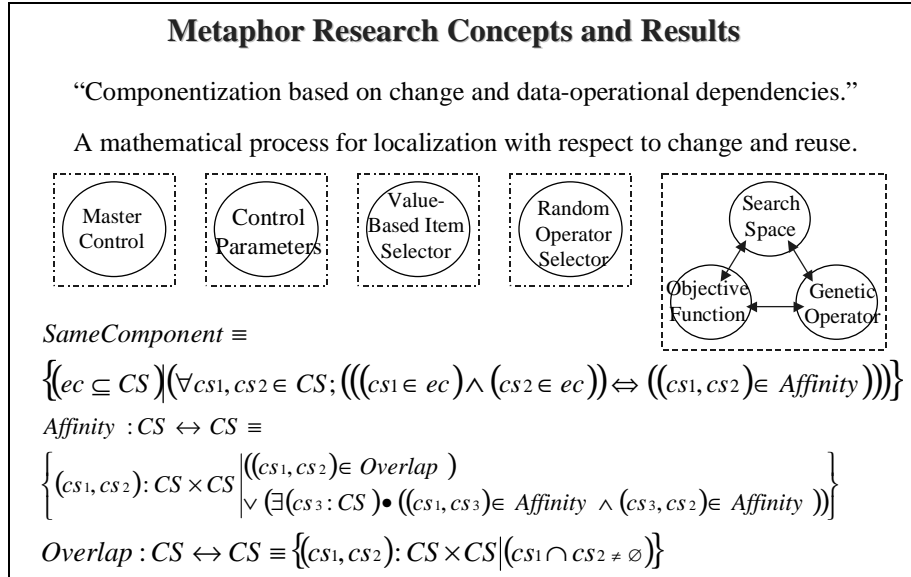 Metaphor Research Concepts and Results
“Componentization based on change and data-operational dependencies.”
A mathematical process for localization with respect to change and reuse.
Master
Control
Control
Parameters
Value-
Based Item
Selector
Random
Operator
Selector
Search
Space
Objective
Function
Genetic
Operator
SameComponent ≡
{(ec ⊆ CS)|(∀cs1, cs2 ∈ CS; (((cs1 ∈ ec) ∧ (cs2 ∈ ec)) ⇔ ((cs1, cs2) ∈ Affinity)))}
Affinity : CS ↔ CS ≡
{(cs1, cs2): CS × CS|((cs1, cs2) ∈ Overlap )
∨ (∃(cs3 : CS) • ((cs1, cs3) ∈ Affinity ∧ (cs3, cs2) ∈ Affinity ))}
Overlap : CS ↔ CS ≡ {(cs1, cs2): CS × CS|(cs1 ∩ cs2 ≠ ∅)}